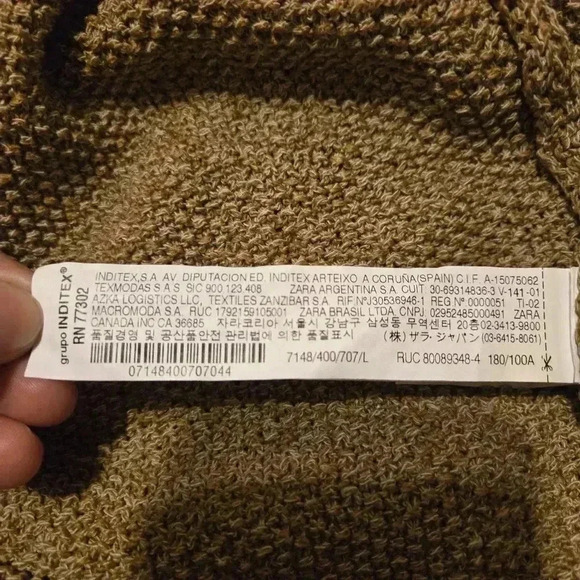 grupo INDITEX®
RN 77302
INDITEX,S.A. AV. DIPUTACION ED. INDITEX ARTEIXO A CORUÑA(SPAIN) C.I.F. A-15075062
TEXMODAS S A S SIC 900.123.408 ZARA ARGENTINA S.A. CUIT 30-69314836-3 V-141-01
AZKA LOGISTICS LLC, TEXTILES ZANZIBAR S.A. RIF.NºJ30536946-1 REG Nº 0000051 TI-02
MACROMODA S.A. RUC 1792159105001 ZARA BRASIL LTDA, CNPJ 02952485000491 ZARA
CANADA INC CA 36685 자라코리아 서울시 강남구 삼성동 무역센터 20층 02-3413-9800
품질경영 및 공산품안전 관리법에 의한 품질표시 (株) ザラ・ジャパン (03-6415-8061)
7148/400/707/L RUC 80089348-4 180/100A
07148400707044